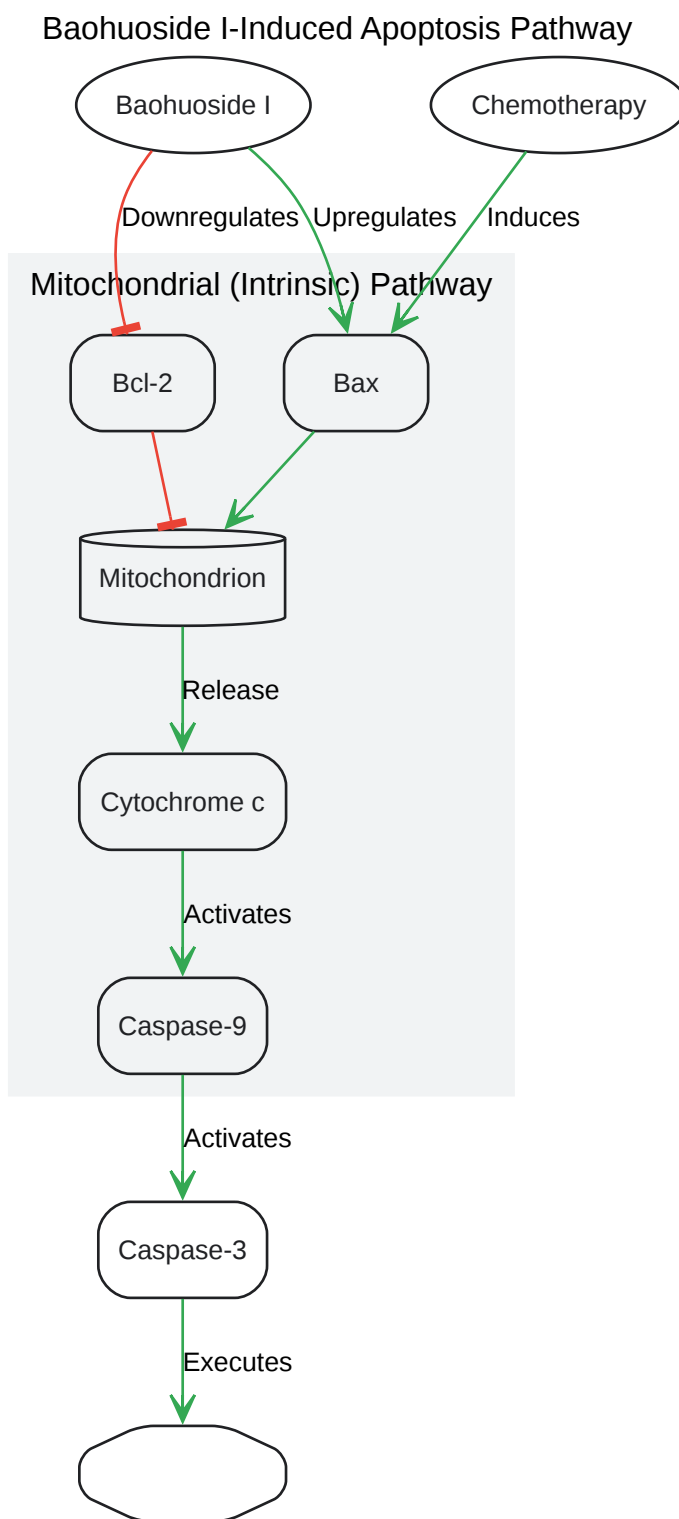 Baohuoside I-Induced Apoptosis Pathway
Baohuoside I
Chemotherapy
Downregulates
Upregulates
Induces
Mitochondrial (Intrinsic) Pathway
Bcl-2
Bax
Mitochondrion
Release
Cytochrome c
Activates
Caspase-9
Activates
Caspase-3
Executes